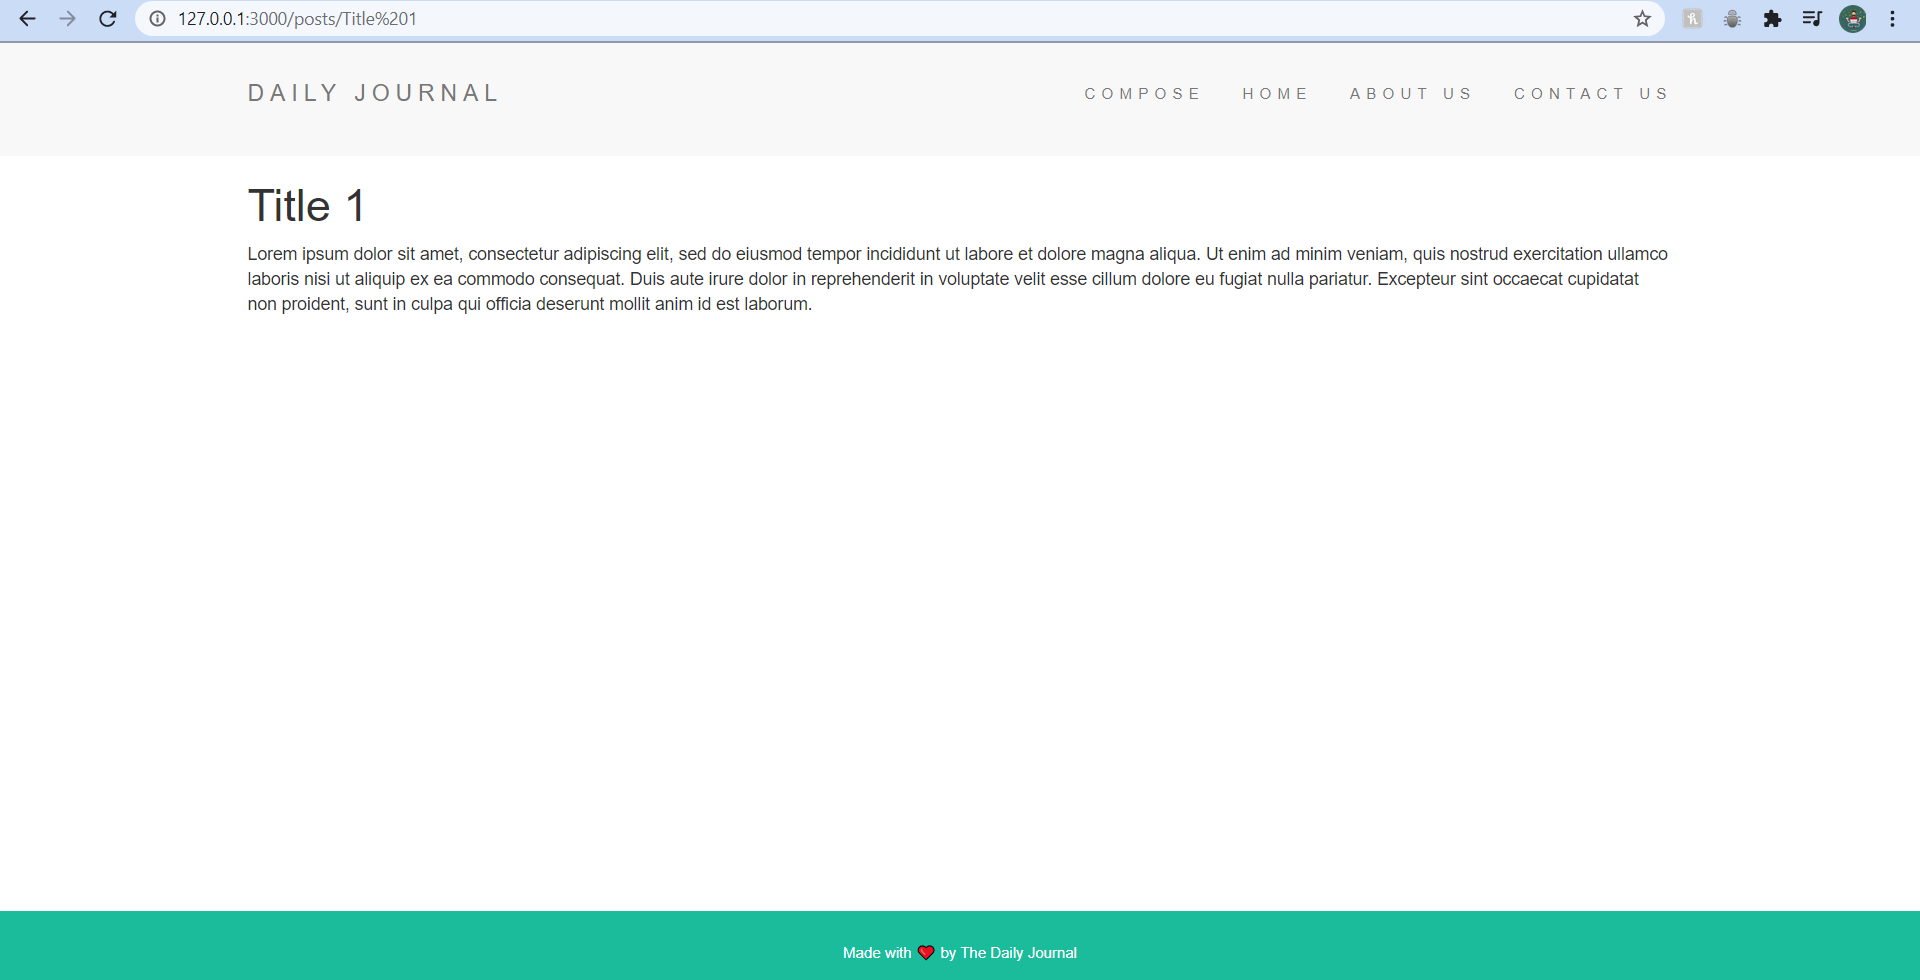 127.0.0.1:3000/posts/Title%201
DAILY JOURNAL
COMPOSE HOME ABOUT US CONTACT US
Title 1
Lorem ipsum dolor sit amet, consectetur adipiscing elit, sed do eiusmod tempor incididunt ut labore et dolore magna aliqua. Ut enim ad minim veniam, quis nostrud exercitation ullamco
laboris nisi ut aliquip ex ea commodo consequat. Duis aute irure dolor in reprehenderit in voluptate velit esse cillum dolore eu fugiat nulla pariatur. Excepteur sint occaecat cupidatat
non proident, sunt in culpa qui officia deserunt mollit anim id est laborum.
Made with ❤️ by The Daily Journal